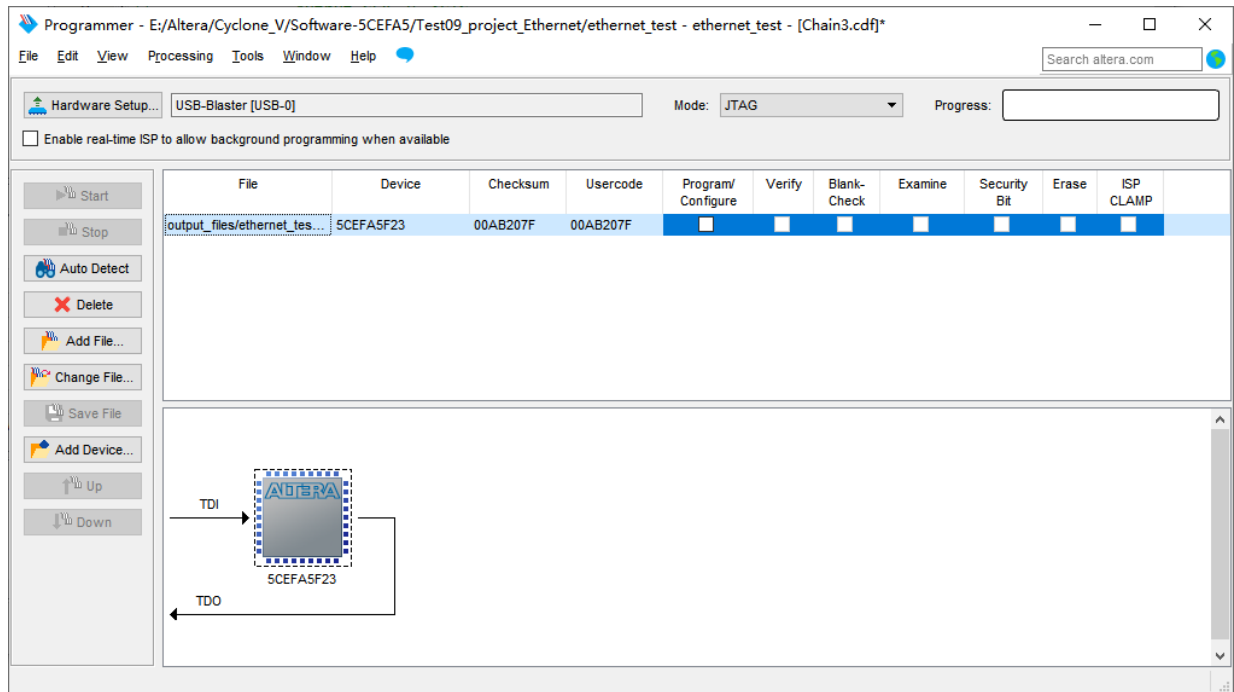 Programmer - E:/Altera/Cyclone_V/Software-5CEFA5/Test09_project_Ethernet/ethernet_test - ethernet_test - [Chain3.cdf]*
File Edit View Processing Tools Window Help
Search altera.com
Hardware Setup... USB-Blaster [USB-0] Mode: JTAG Progress:
Enable real-time ISP to allow background programming when available
Start
Stop
Auto Detect
Delete
Add File...
Change File...
Save File
Add Device...
Up
Down
File Device Checksum Usercode Program/ Verify Blank- Examine Security Erase ISP
Configure Check Bit CLAMP
output_files/ethernet_tes... 5CEFA5F23 00AB207F 00AB207F
TDI
ALTERA
5CEFA5F23
TDO